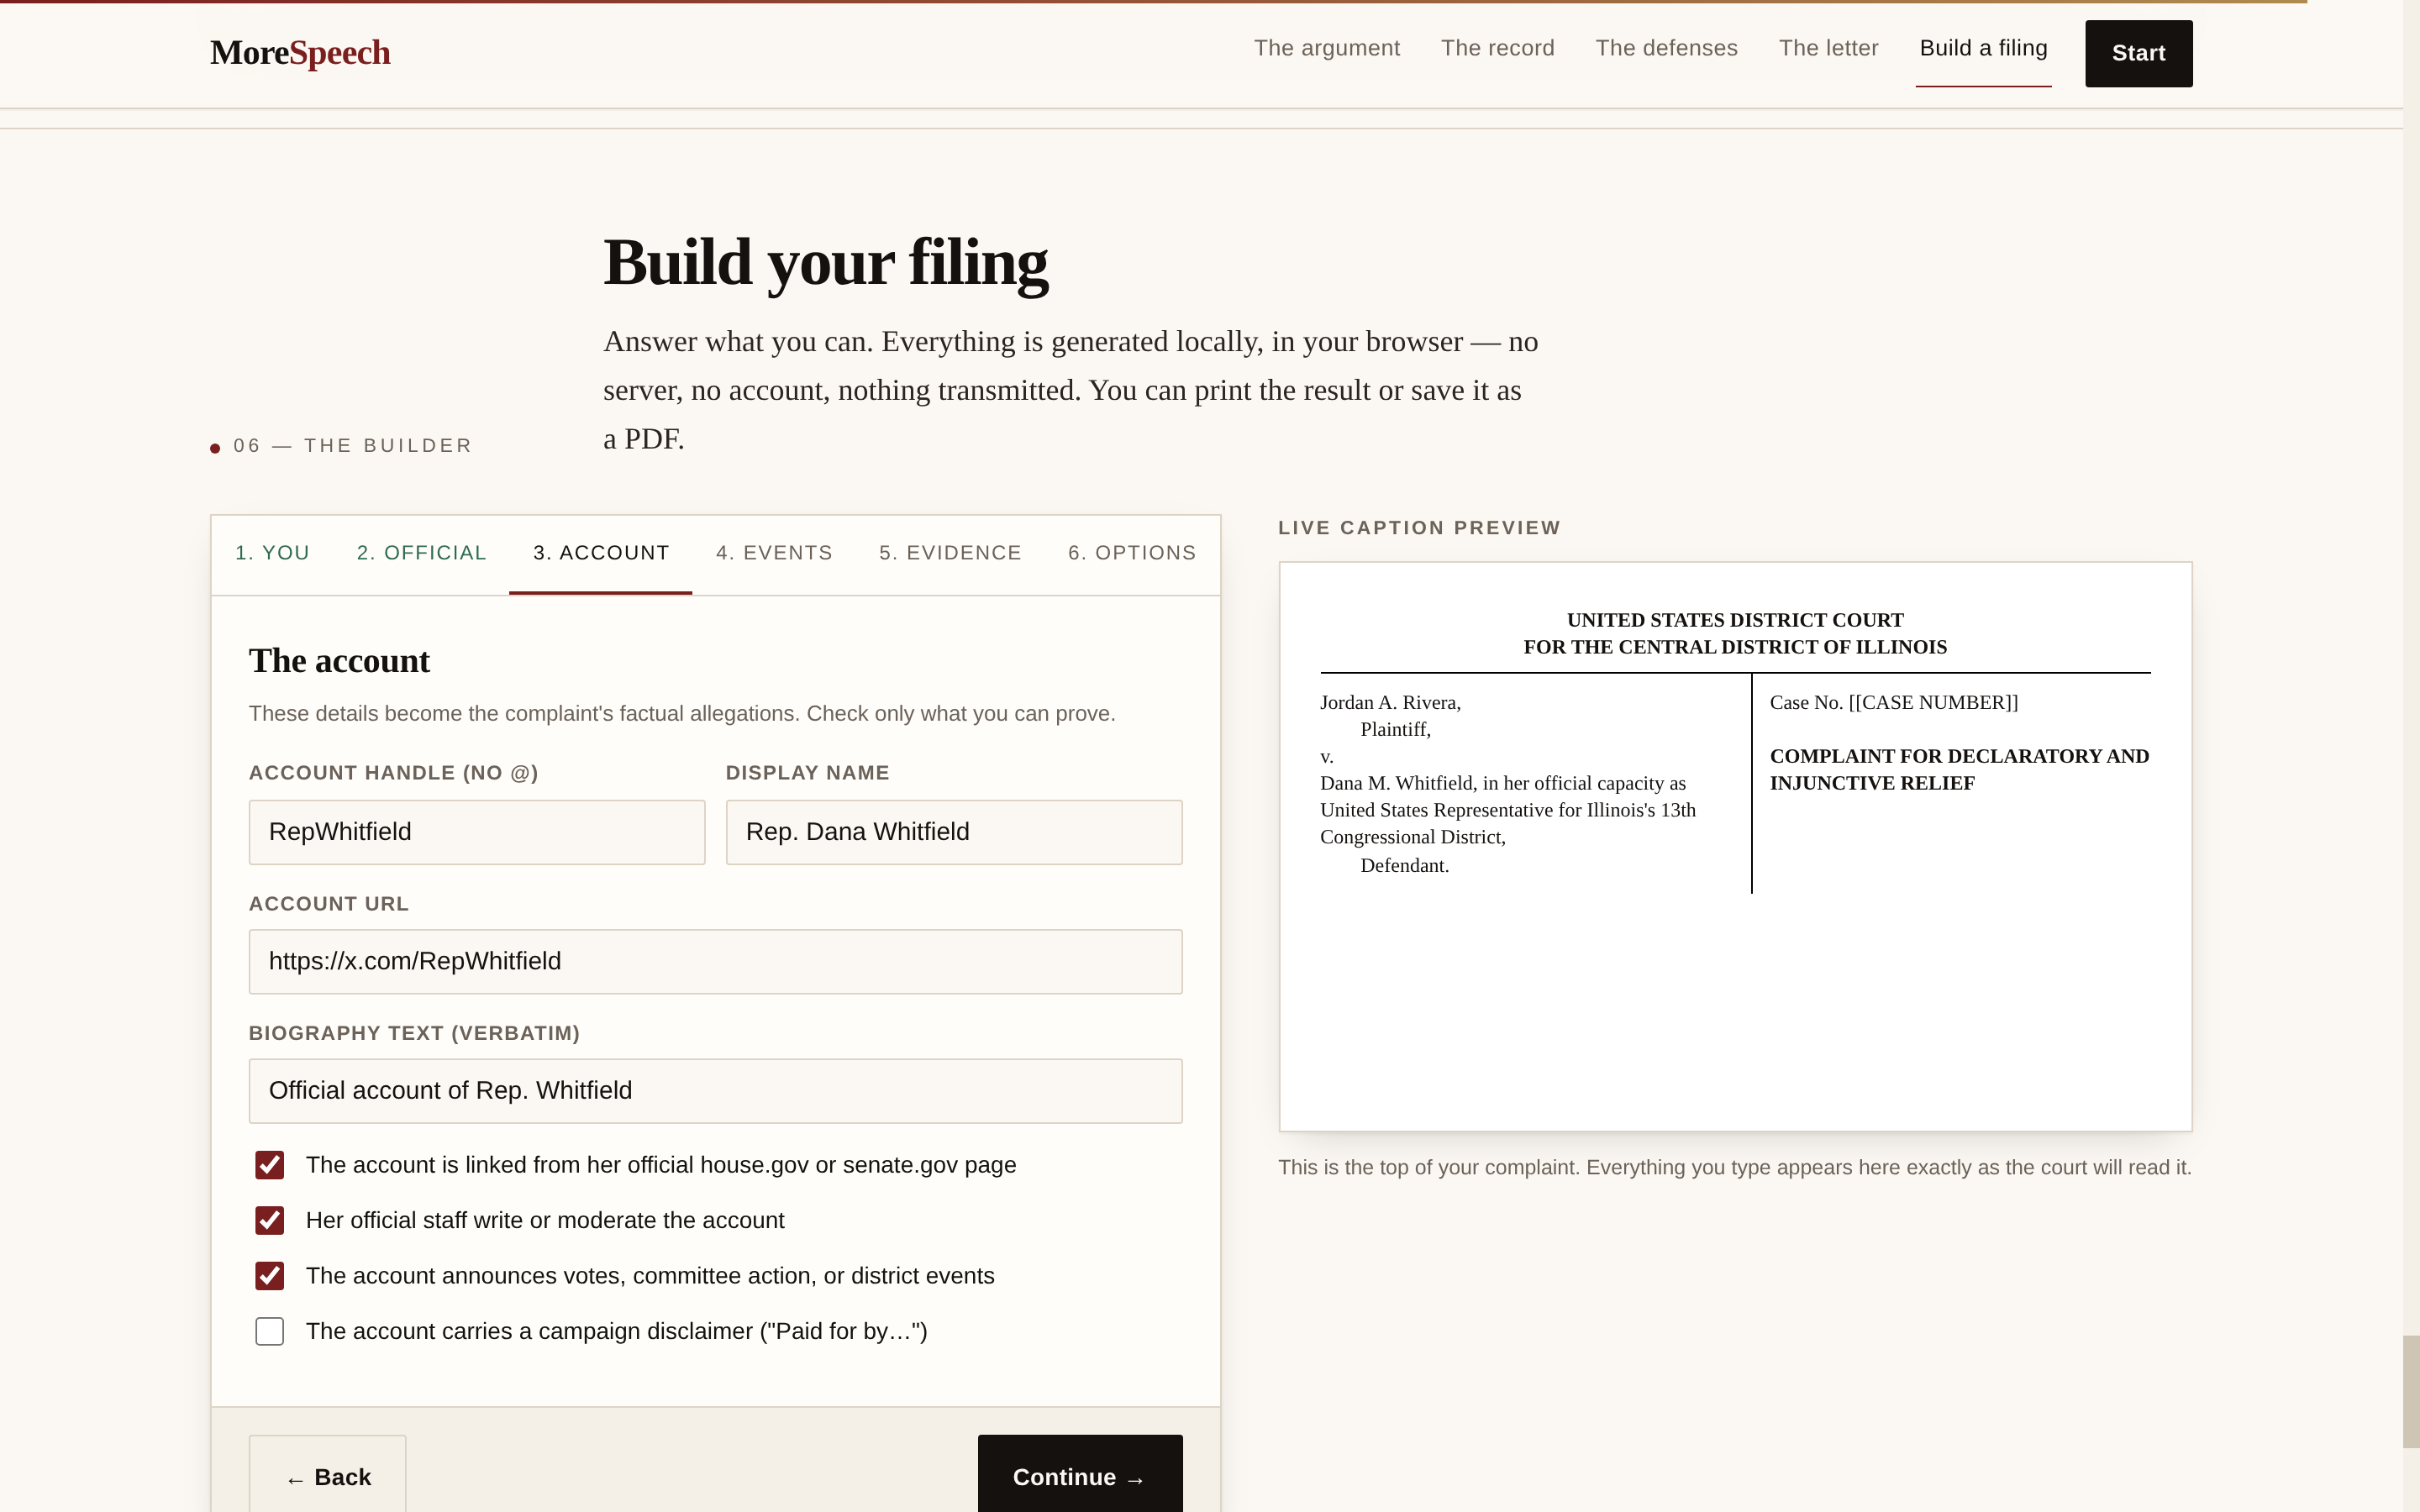 MoreSpeech
The argument
The record
The defenses
The letter
Build a filing
Start
Build your filing
Answer what you can. Everything is generated locally, in your browser — no
server, no account, nothing transmitted. You can print the result or save it as
a PDF.
06 — THE BUILDER
1. YOU
2. OFFICIAL
3. ACCOUNT
4. EVENTS
5. EVIDENCE
6. OPTIONS
The account
These details become the complaint's factual allegations. Check only what you can prove.
ACCOUNT HANDLE (NO @)
DISPLAY NAME
RepWhitfield
Rep. Dana Whitfield
ACCOUNT URL
https://x.com/RepWhitfield
BIOGRAPHY TEXT (VERBATIM)
Official account of Rep. Whitfield
The account is linked from her official house.gov or senate.gov page
Her official staff write or moderate the account
The account announces votes, committee action, or district events
The account carries a campaign disclaimer ("Paid for by…")
← Back
Continue →
LIVE CAPTION PREVIEW
UNITED STATES DISTRICT COURT
FOR THE CENTRAL DISTRICT OF ILLINOIS
Jordan A. Rivera,
Plaintiff,
v.
Dana M. Whitfield, in her official capacity as
United States Representative for Illinois's 13th
Congressional District,
Defendant.
Case No. [[CASE NUMBER]]
COMPLAINT FOR DECLARATORY AND
INJUNCTIVE RELIEF
This is the top of your complaint. Everything you type appears here exactly as the court will read it.